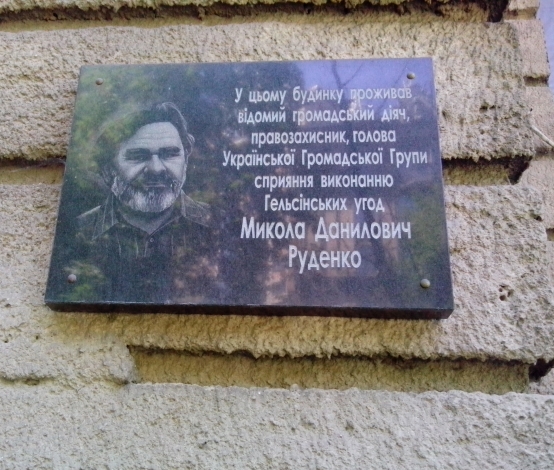 У цьому будинку проживав
відомий громадський діяч,
правозахисник, голова
Української Громадської Групи
сприяння виконанню
Гельсінських угод
Микола Данилович
Руденко